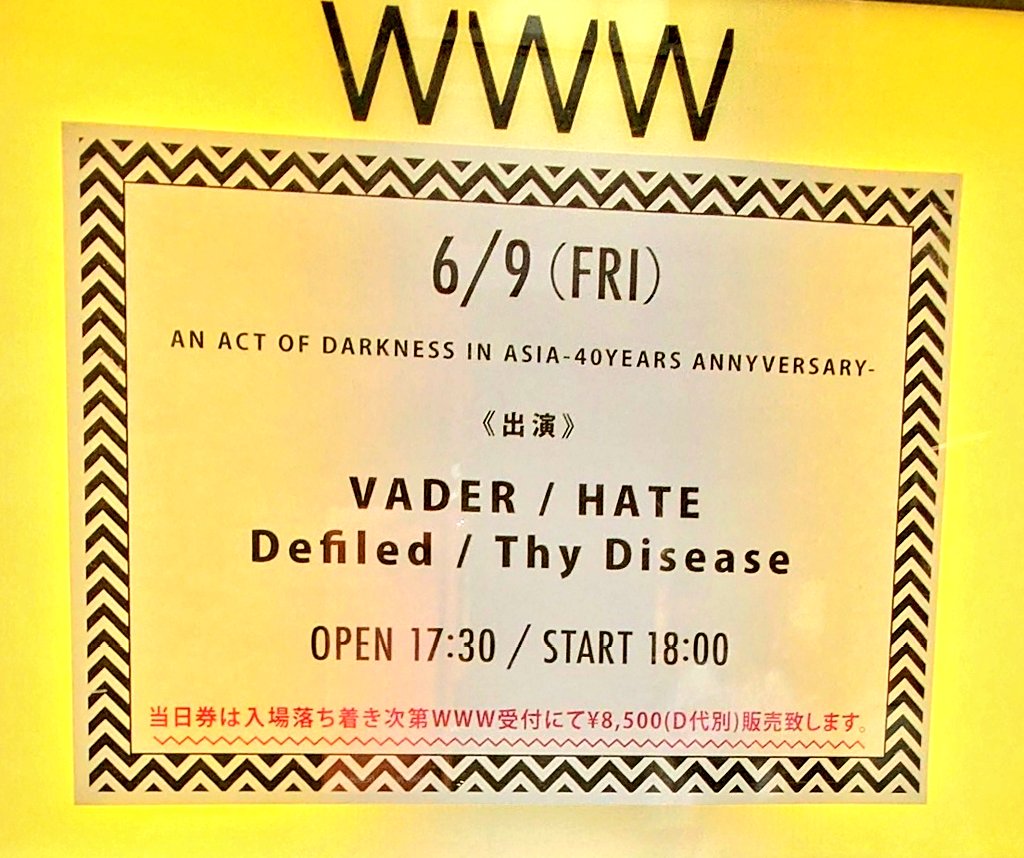 WWW
6/9 (FRI)
AN ACT OF DARKNESS IN ASIA-40YEARS ANNYVERSARY-
《出演》
VADER / HATE
Defiled / Thy Disease
OPEN 17:30 / START 18:00
当日券は入場落ち着き次第WWW受付にて¥8,500(D代別)販売致します。